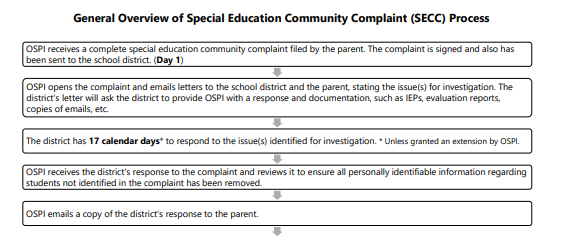 General Overview of Special Education Community Complaint (SECC) Process
OSPI receives a complete special education community complaint filed by the parent. The complaint is signed and also has
been sent to the school district. (Day 1)
OSPI opens the complaint and emails letters to the school district and the parent, stating the issue(s) for investigation. The
district's letter will ask the district to provide OSPI with a response and documentation, such as IEPs, evaluation reports,
copies of emails, etc.
The district has 17 calendar days* to respond to the issue(s) identified for investigation. * Unless granted an extension by OSPI.
OSPI receives the district's response to the complaint and reviews it to ensure all personally identifiable information regarding
students not identified in the complaint has been removed.
OSPI emails a copy of the district's response to the parent.